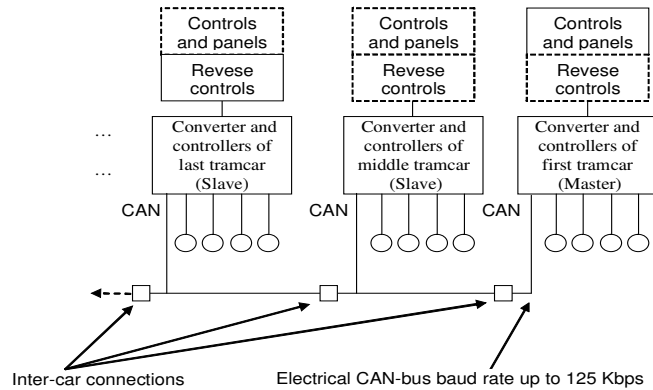 Controls
and panels
Controls
and panels
Controls
and panels
Revese
controls
Revese
controls
Revese
controls
...
...
Converter and
controllers of
last tramcar
(Slave)
Converter and
controllers of
middle tramcar
(Slave)
Converter and
controllers of
first tramcar
(Master)
CAN
CAN
CAN
Inter-car connections
Electrical CAN-bus baud rate up to 125 Kbps